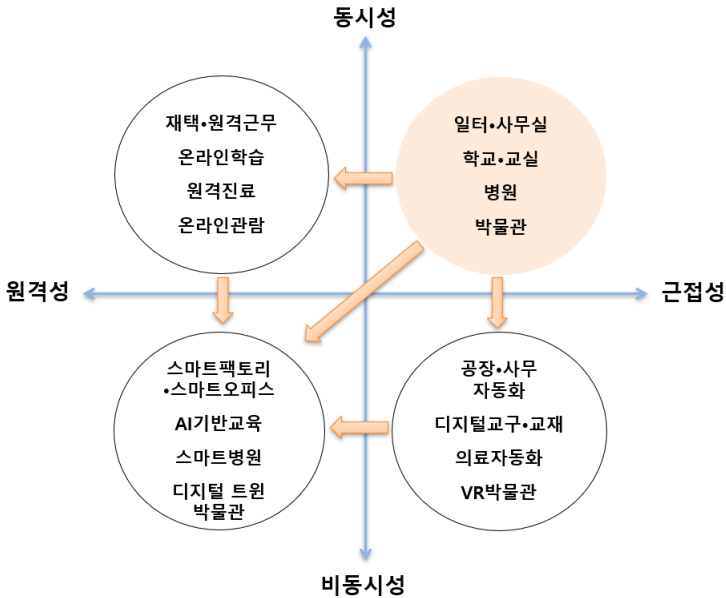 동시성
재택•원격근무
온라인학습
원격진료
온라인관람
일터•사무실
학교•교실
병원
박물관
원격성
근접성
스마트팩토리
•스마트오피스
AI기반교육
스마트병원
디지털 트윈
박물관
공장•사무
자동화
디지털교구•교재
의료자동화
VR박물관
비동시성